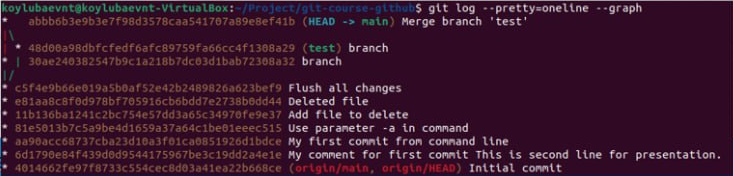 koylubaevnt@koylubaevnt-VirtualBox:~/Project/git-course-github$ git log --pretty=oneline --graph
*   abbb6b3e9b3e7f98d3578caa541707a89e8ef41b (HEAD -> main) Merge branch 'test'
|\
| * 48d00a98dbfcfedf6afc89759fa66cc4f1308a29 (test) branch
* | 30ae240382547b9c1a218b7dc03d1bab72308a32 branch
|/
* c5f4e9b66e019a5b0af52e42b2489826a623bef9 Flush all changes
* e81aa8c8f0d978bf705916cb6bdd7e2738b0dd44 Deleted file
* 11b136ba1241c2bc754e57dd3a65c34970fe9e37 Add file to delete
* 81e5013b7c5a9be4d1659a37a64c1be01eeec515 Use parameter -a in command
* aa90acc68737cba23d10a3f01ca0851926d1bdce My first commit from command line
* 6d1790e84f439d0d9544175967be3c19dd2a4e1e My comment for first commit This is second line for presentation.
* 4014662fe97f8733c554cec8d03a41ea22b668ce (origin/main, origin/HEAD) Initial commit